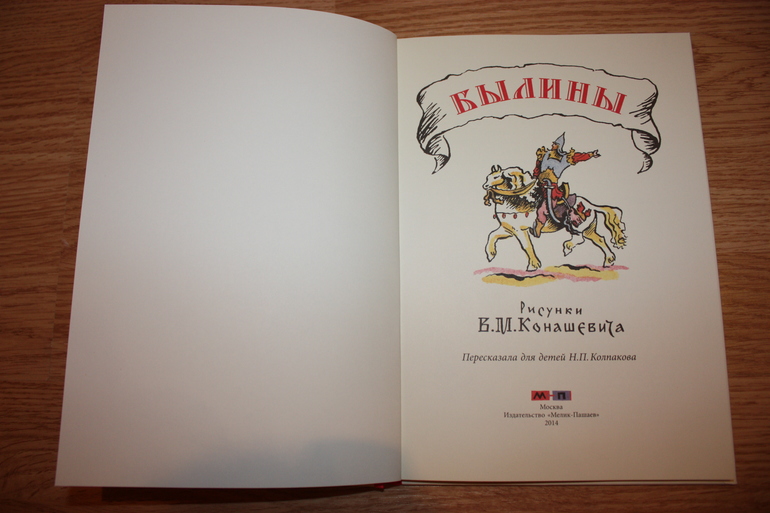 БЫЛИНЫ
Рисунки
В.М.Конашевича
Пересказала для детей Н.П.Колпакова
М-П
Москва
Издательство «Мелик-Пашаев»
2014